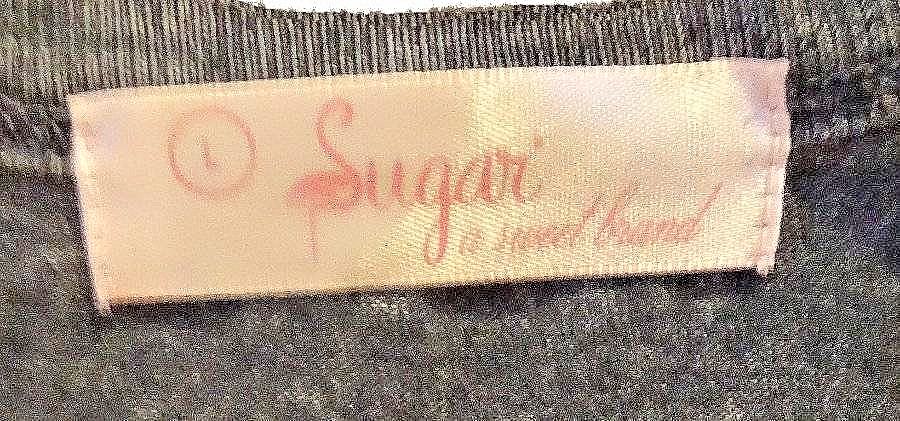 L
Sugar
a sweet brand